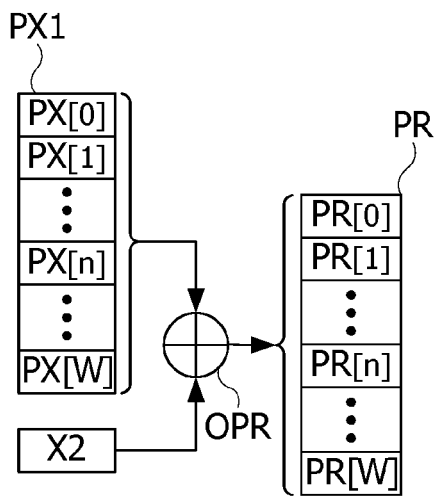 PX1
PX[0]
PX[1]
PX[n]
PX[W]
X2
OPR
PR
PR[0]
PR[1]
PR[n]
PR[W]